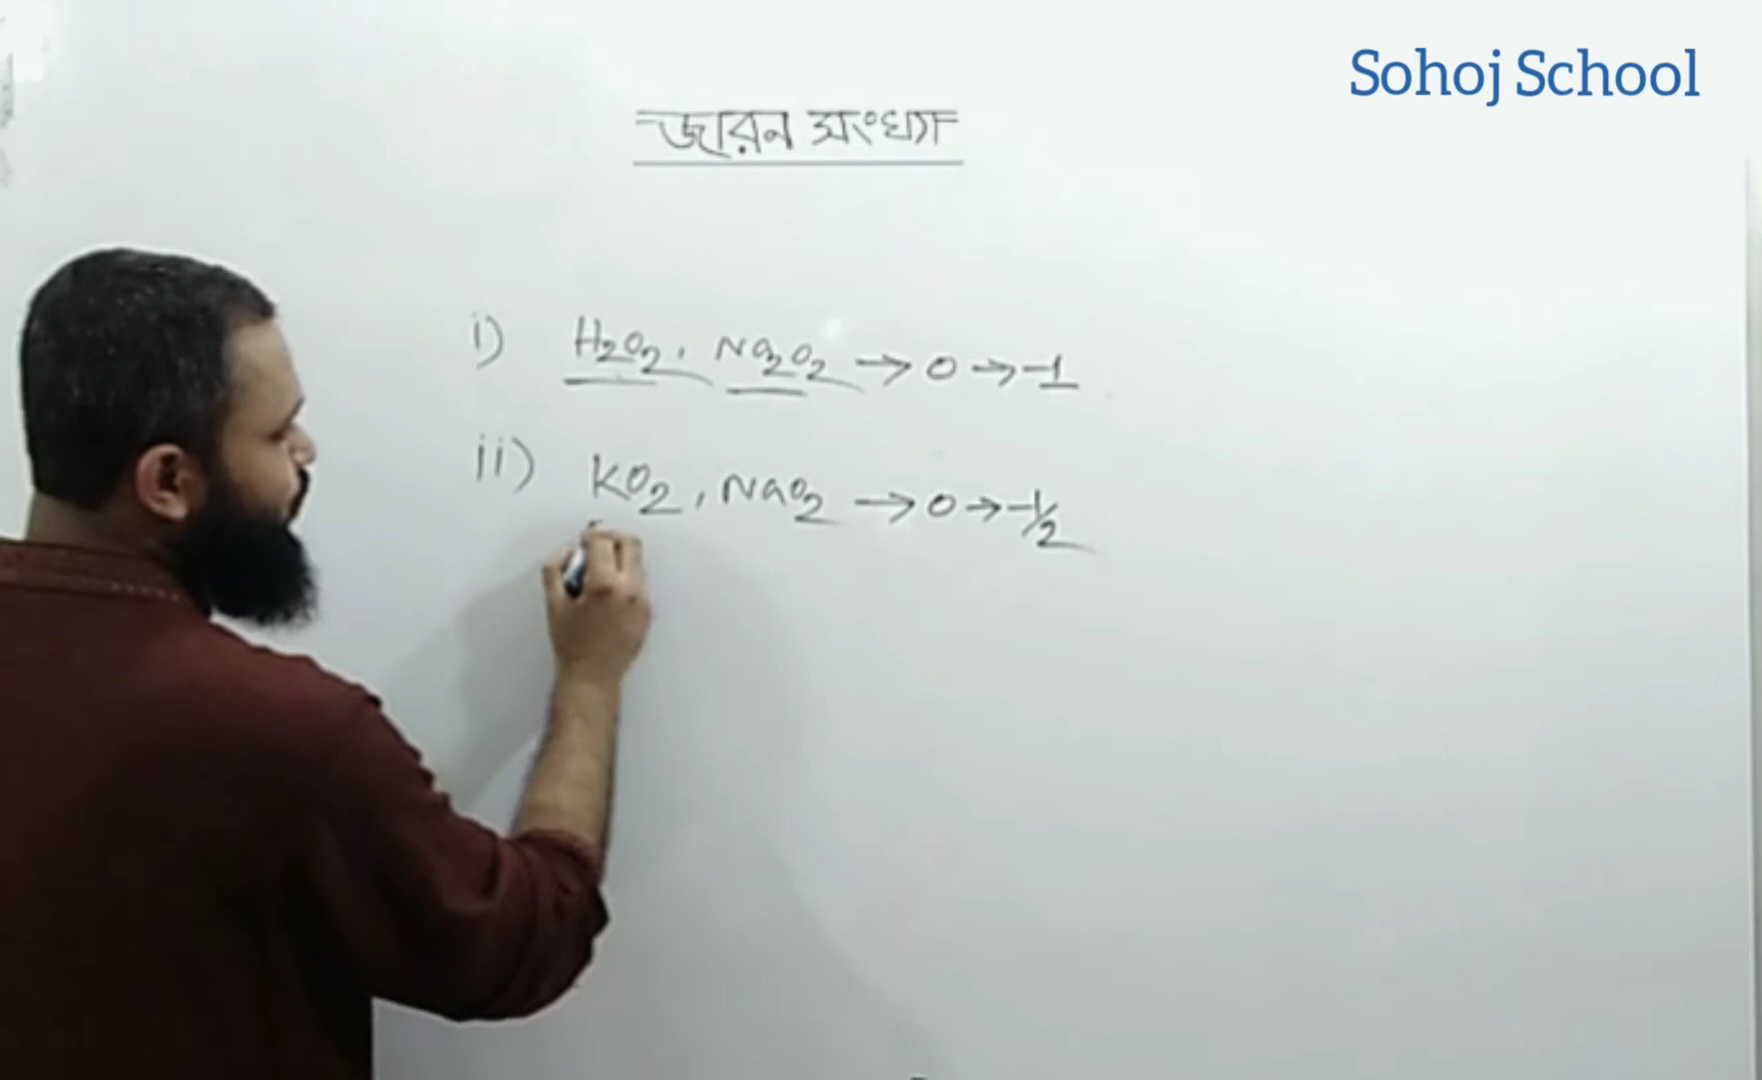 Sohoj School
জারন সংখ্যা
i) H₂O₂, Na₂O₂ → O → -1
ii) KO₂, NaO₂ → O → -1/2